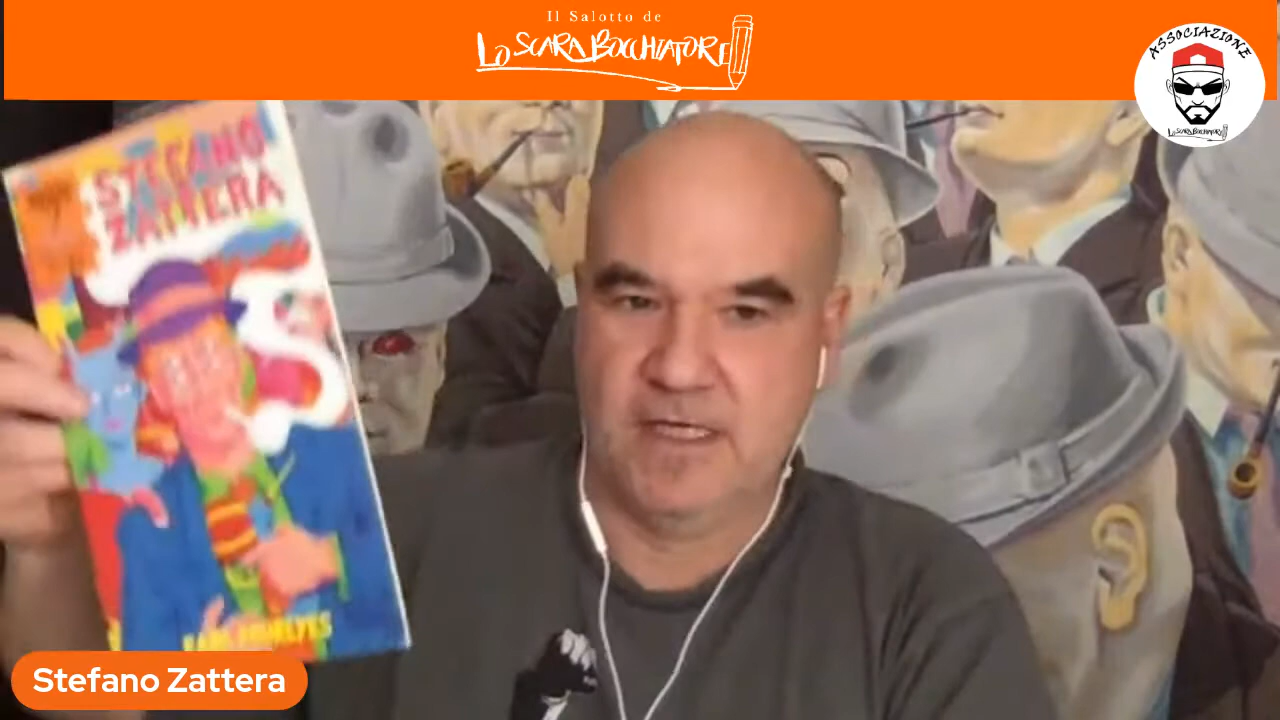 Il Salotto de
Lo SCARABOCCHIATORE
ASSOCIAZIONE
Lo SCARABOCCHIATORE
STEFANO
ZATTERA
Stefano Zattera